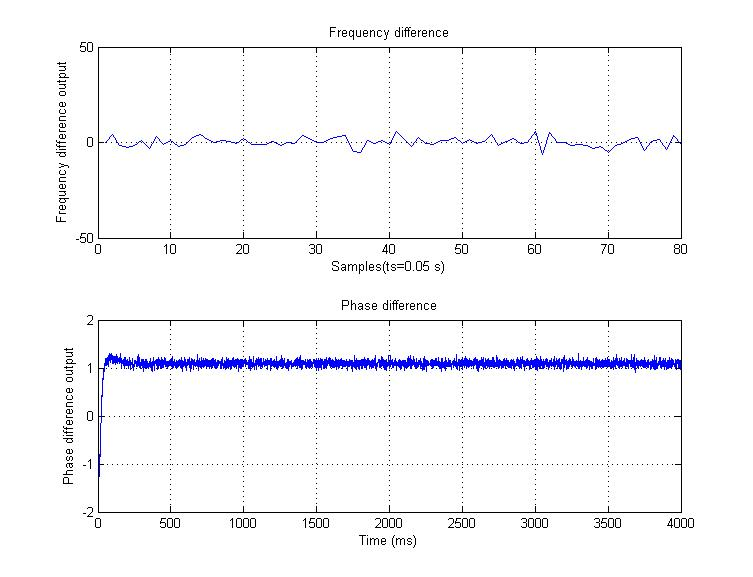 Frequency difference
Frequency difference output
50
0
-50
0 10 20 30 40 50 60 70 80
Samples(ts=0.05 s)
Phase difference
Phase difference output
2
1
0
-1
-2
0 500 1000 1500 2000 2500 3000 3500 4000
Time (ms)